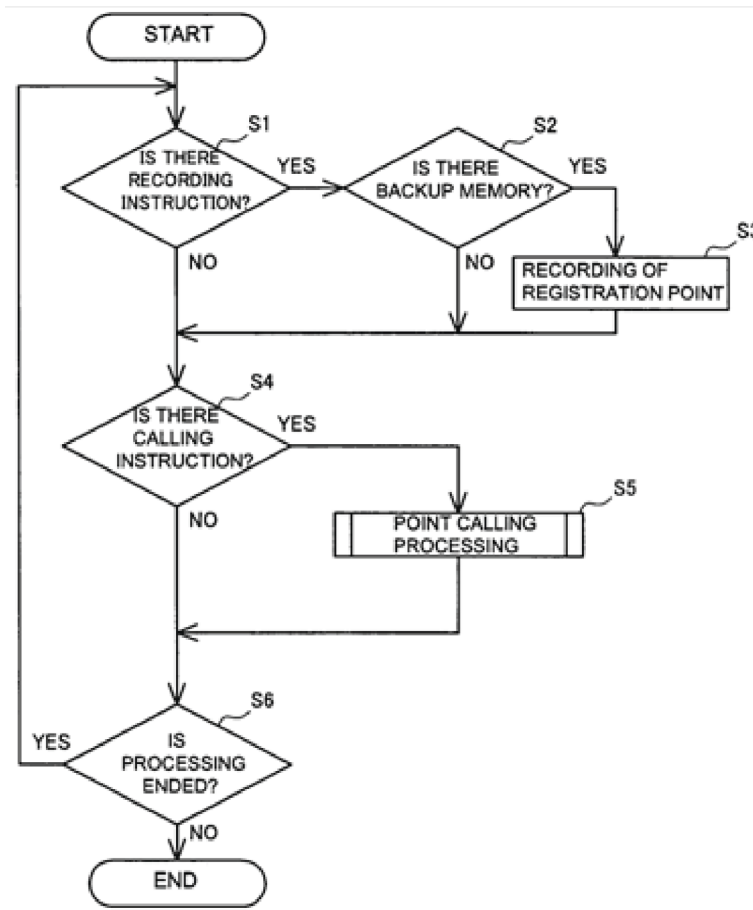 START
S1
IS THERE
RECORDING
INSTRUCTION?
YES
NO
S2
IS THERE
BACKUP MEMORY?
YES
NO
S3
RECORDING OF
REGISTRATION POINT
S4
IS THERE
CALLING
INSTRUCTION?
YES
NO
S5
POINT CALLING
PROCESSING
S6
IS
PROCESSING
ENDED?
YES
NO
END